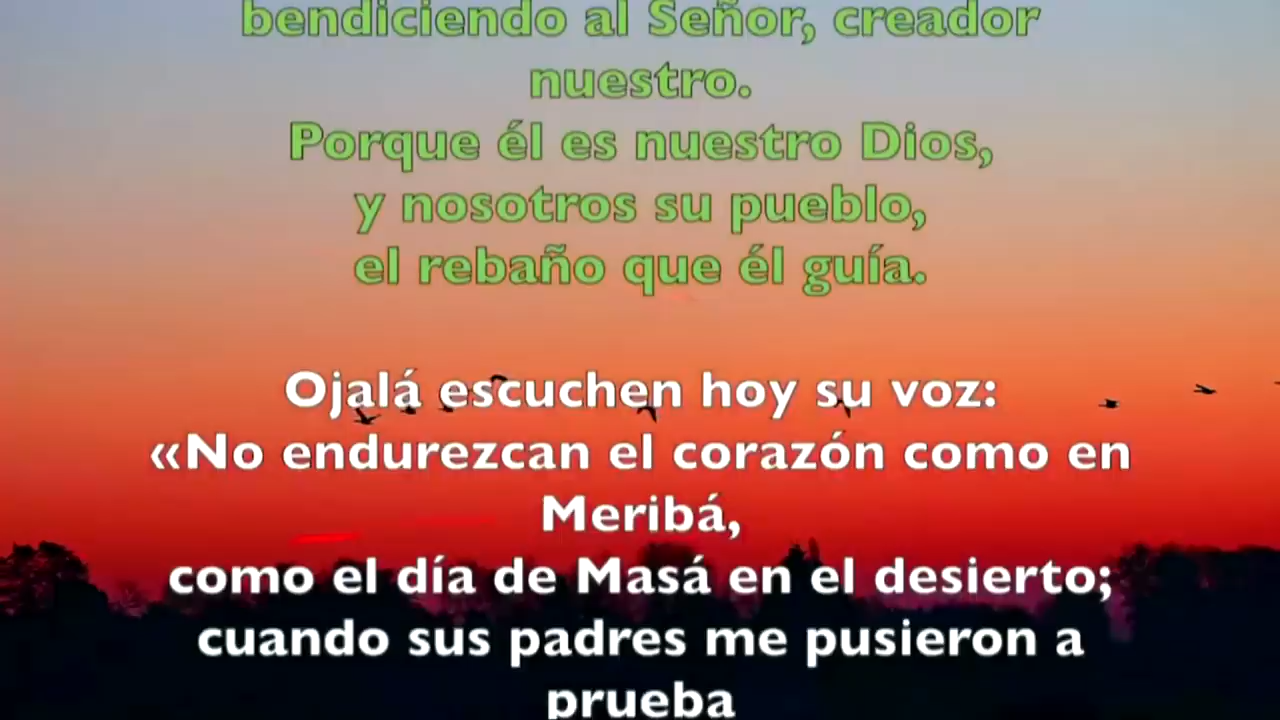 bendiciendo al Señor, creador
nuestro.
Porque él es nuestro Dios,
y nosotros su pueblo,
el rebaño que él guía.
Ojalá escuchen hoy su voz:
«No endurezcan el corazón como en
Meribá,
como el día de Masá en el desierto;
cuando sus padres me pusieron a
prueba